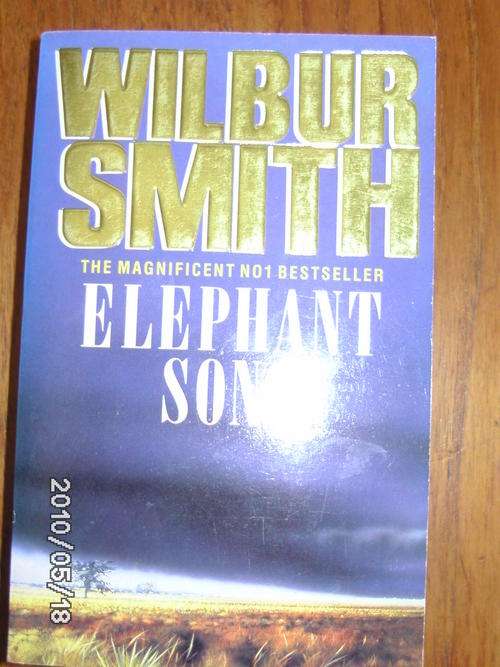 WILBUR
SMITH
THE MAGNIFICENT NO1 BESTSELLER
ELEPHANT
SONG
2010/05/18